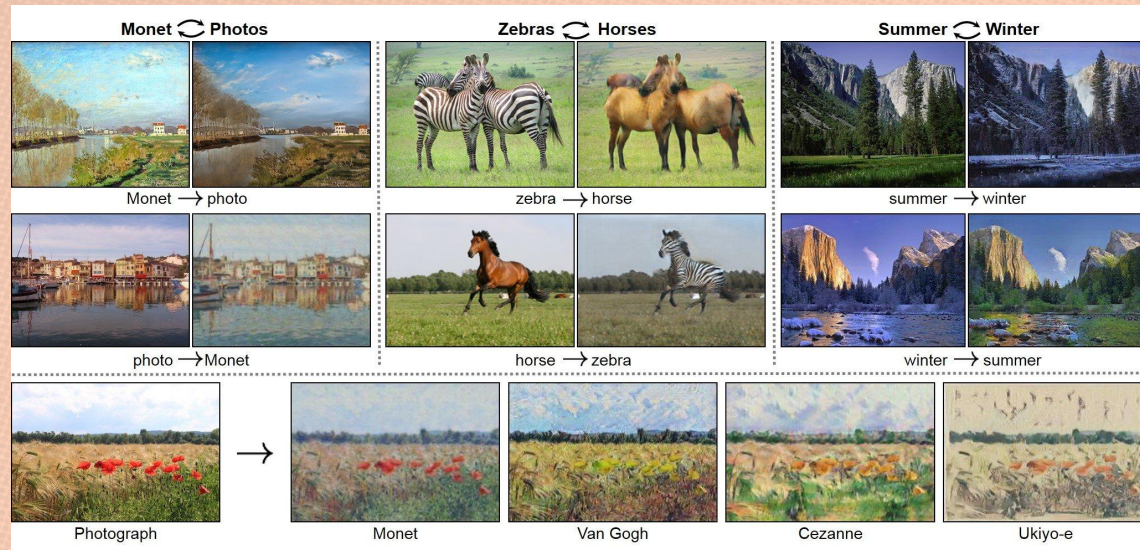 Monet Photos
Zebras Horses
Summer Winter
Monet → photo
zebra → horse
summer → winter
photo → Monet
horse → zebra
winter → summer
Photograph
Monet
Van Gogh
Cezanne
Ukiyo-e